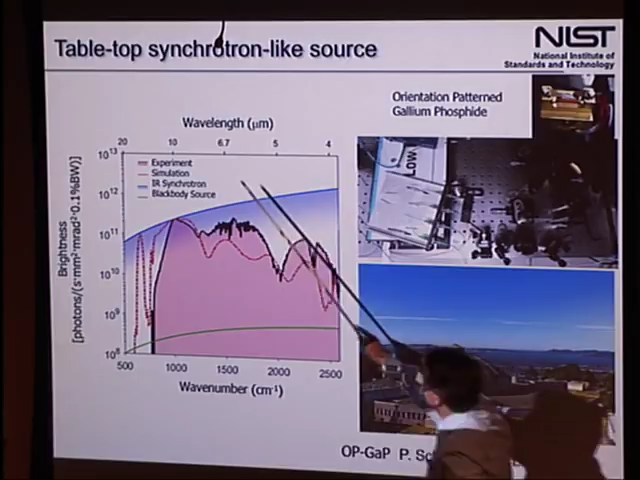 Table-top synchrotron-like source
NIST
National Institute of
Standards and Technology
Orientation Patterned
Gallium Phosphide
Wavelength (μm)
20 10 6.7 5 4
10¹³
10¹²
10¹¹
10¹⁰
10⁹
10⁸
Experiment
Simulation
IR Synchrotron
Blackbody Source
Brightness
[photons/(s·mm²·mrad²·0.1%BW)]
500 1000 1500 2000 2500
Wavenumber (cm⁻¹)
LOW
OP-GaP P.